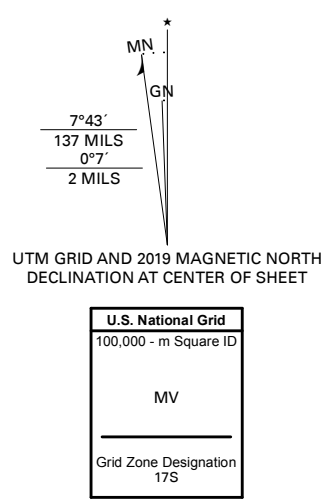 MN
GN
7°43´
137 MILS
0°7´
2 MILS
UTM GRID AND 2019 MAGNETIC NORTH
DECLINATION AT CENTER OF SHEET
U.S. National Grid
100,000 - m Square ID
MV
Grid Zone Designation
17S